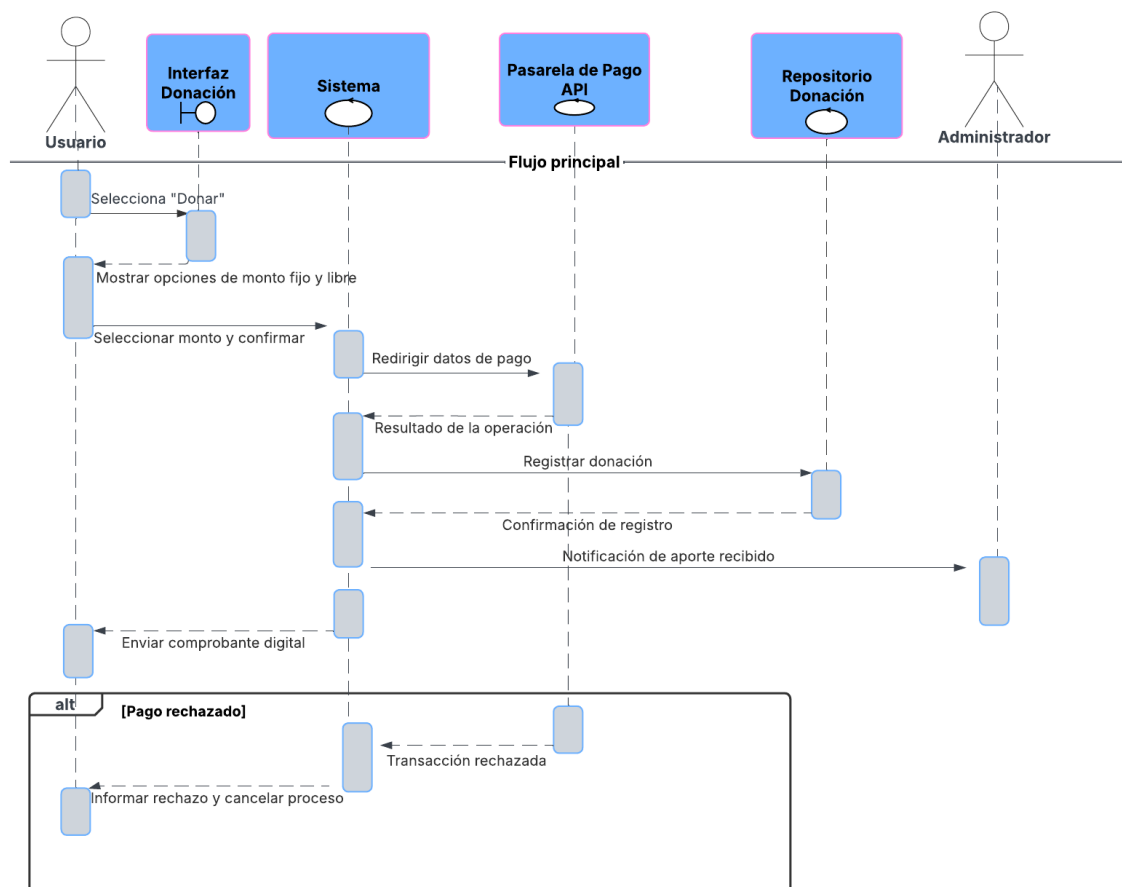 Interfaz
Donación
Sistema
Pasarela de Pago
API
Repositorio
Donación
Usuario
Administrador
Flujo principal
Selecciona "Donar"
Mostrar opciones de monto fijo y libre
Seleccionar monto y confirmar
Redirigir datos de pago
Resultado de la operación
Registrar donación
Confirmación de registro
Notificación de aporte recibido
Enviar comprobante digital
alt
[Pago rechazado]
Transacción rechazada
Informar rechazo y cancelar proceso